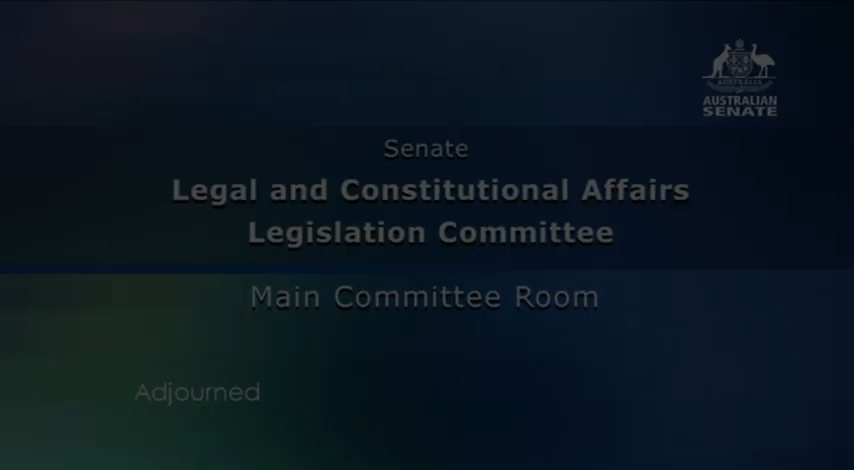 AUSTRALIAN
SENATE
Senate
Legal and Constitutional Affairs
Legislation Committee
Main Committee Room
Adjourned